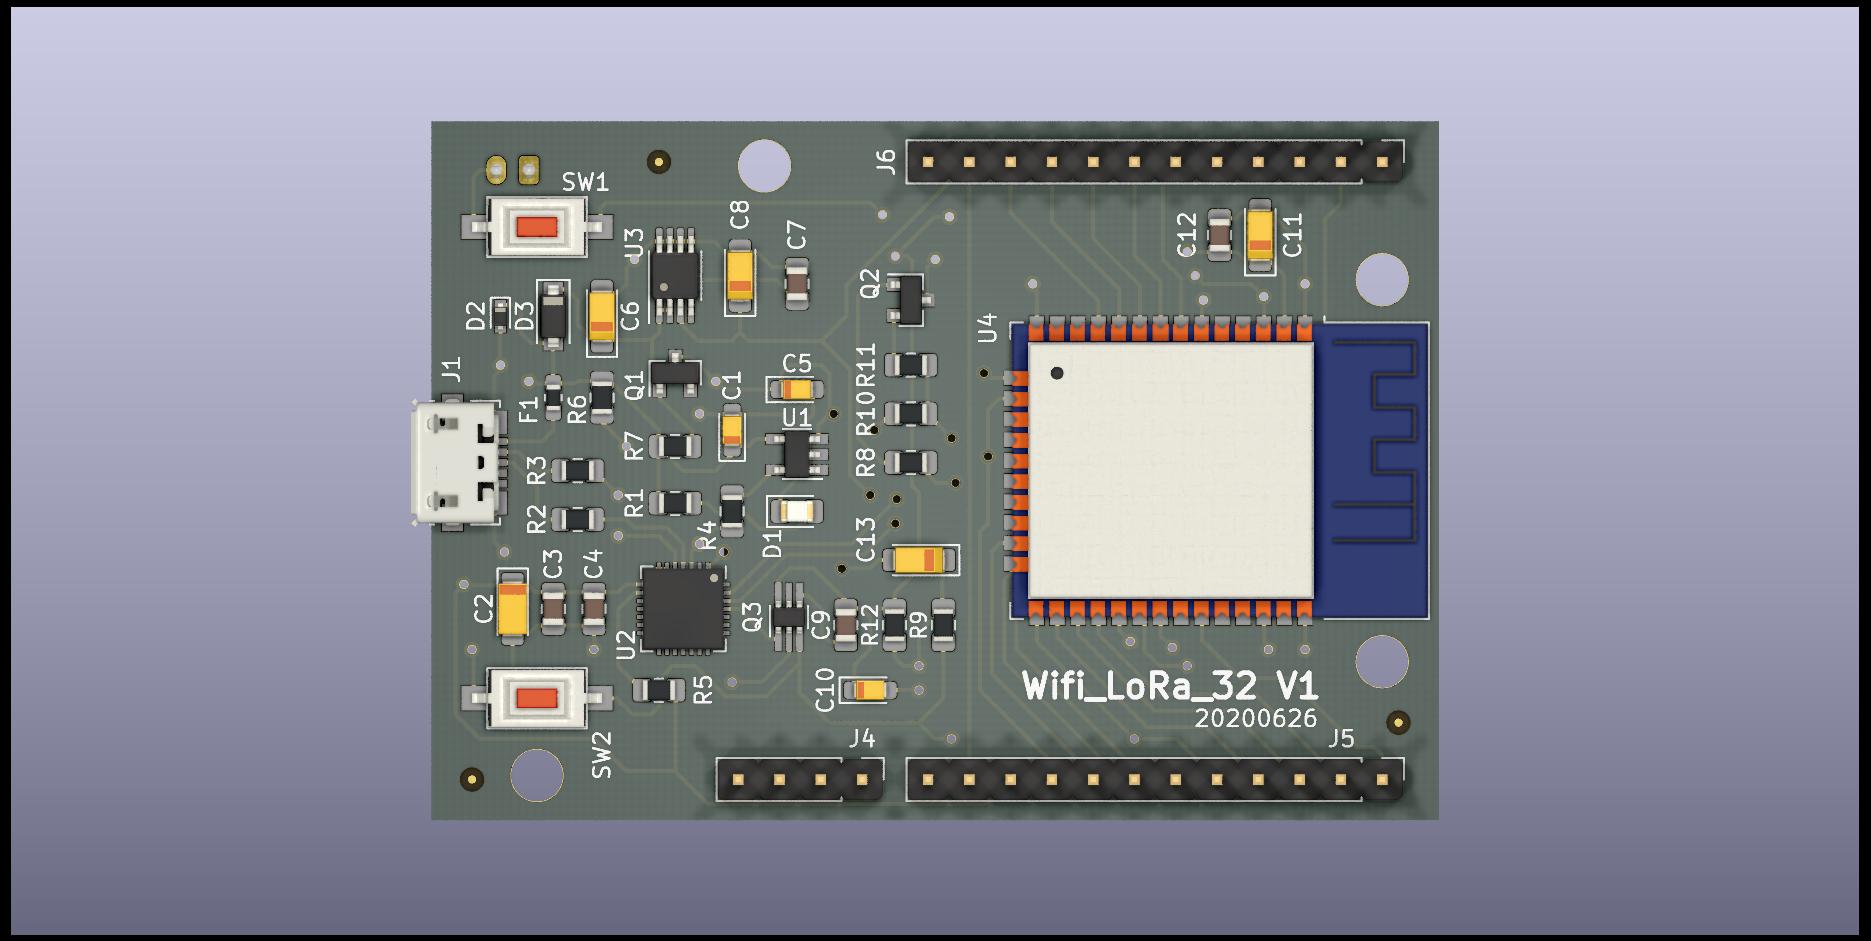 SW1
J6
C8
C7
U3
Q2
C12
C11
D2
D3
C6
U4
J1
Q1
C5
R11
F1
R6
C1
U1
R10
R7
R8
R3
R1
R2
R4
D1
C13
C3
C4
C2
U2
Q3
C9
R12
R9
R5
C10
Wifi_LoRa_32 V1
20200626
SW2
J4
J5